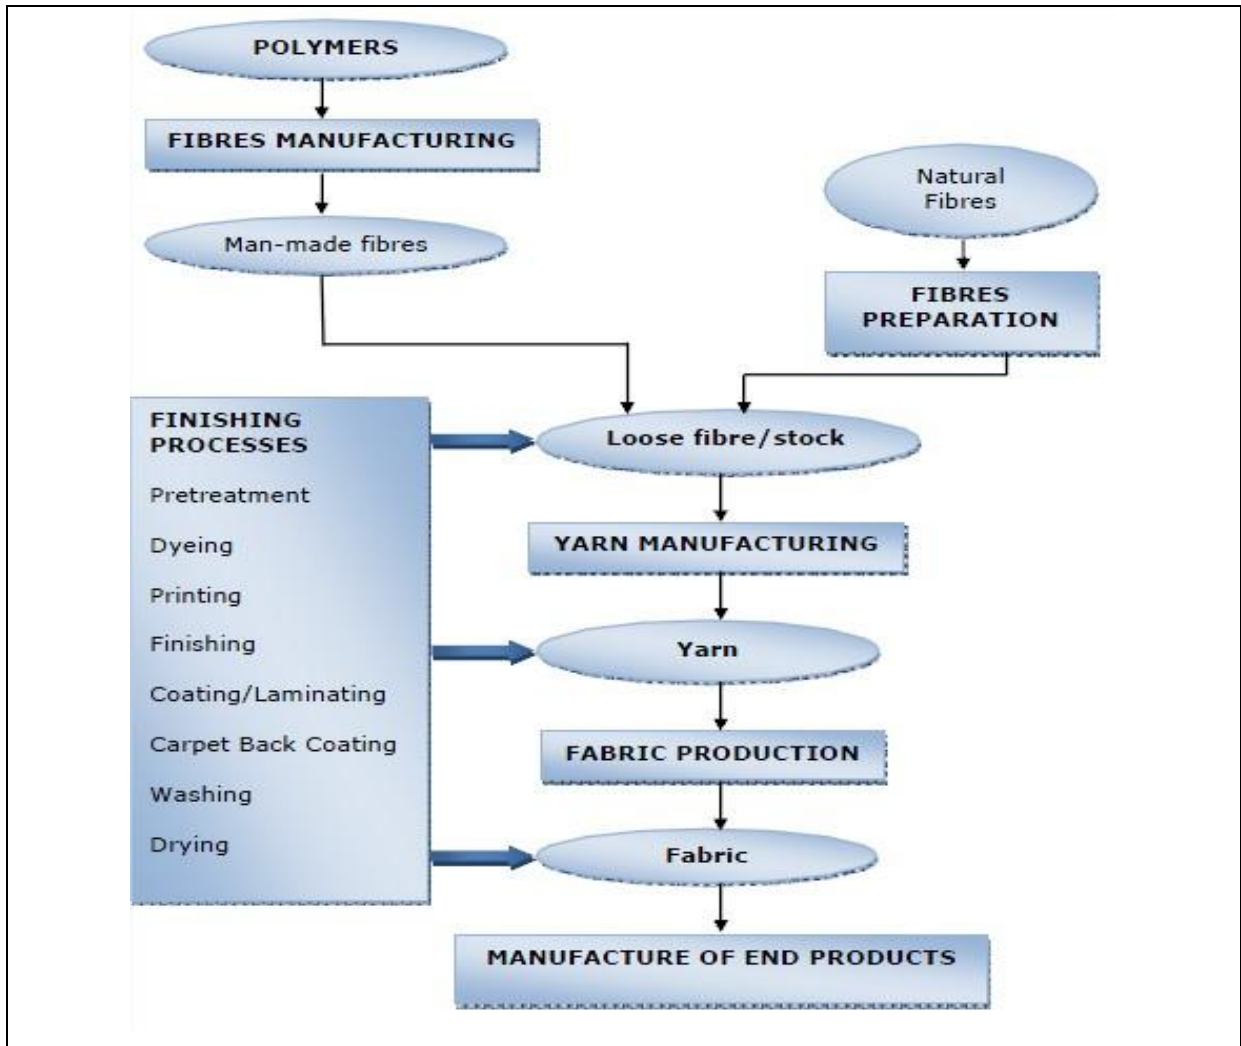 POLYMERS
FIBRES MANUFACTURING
Man-made fibres
Natural
Fibres
FIBRES
PREPARATION
FINISHING
PROCESSES
Pretreatment
Dyeing
Printing
Finishing
Coating/Laminating
Carpet Back Coating
Washing
Drying
Loose fibre/stock
YARN MANUFACTURING
Yarn
FABRIC PRODUCTION
Fabric
MANUFACTURE OF END PRODUCTS